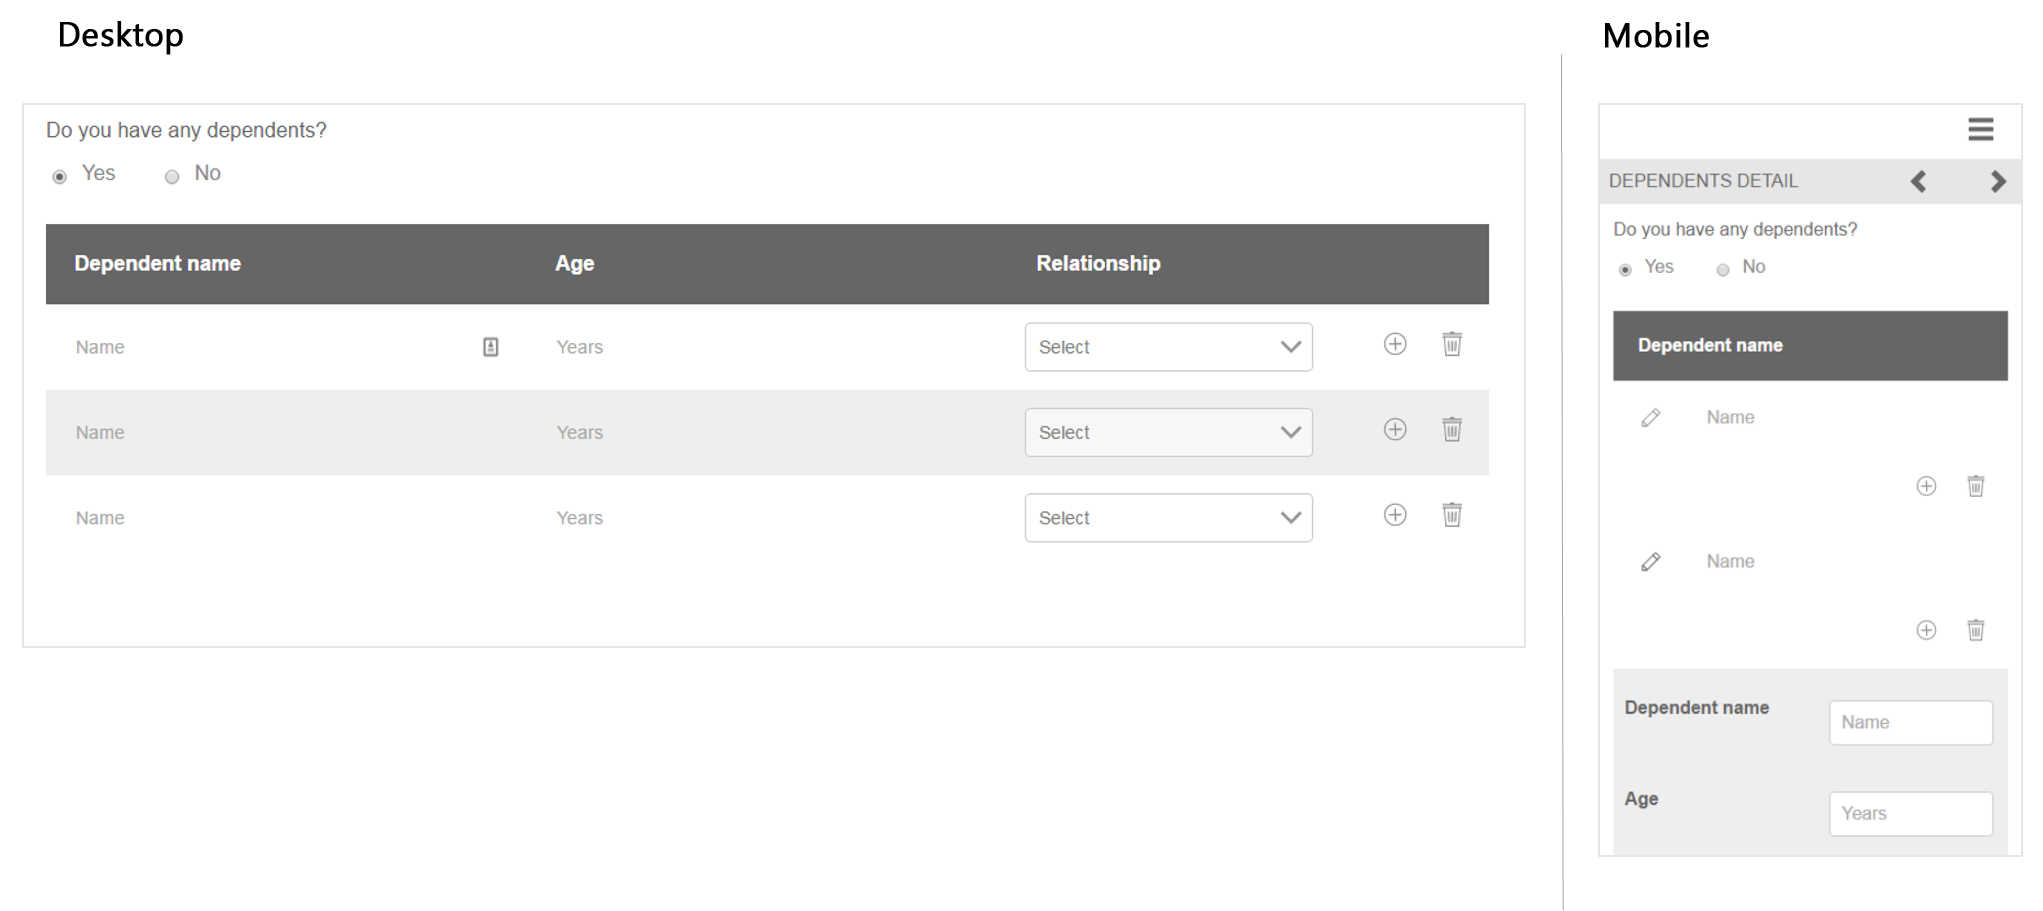 Desktop
Do you have any dependents?
Yes No
Dependent name Age Relationship
Name Years Select
Name Years Select
Name Years Select
Mobile
DEPENDENTS DETAIL
Do you have any dependents?
Yes No
Dependent name
Name
Name
Dependent name Name
Age Years